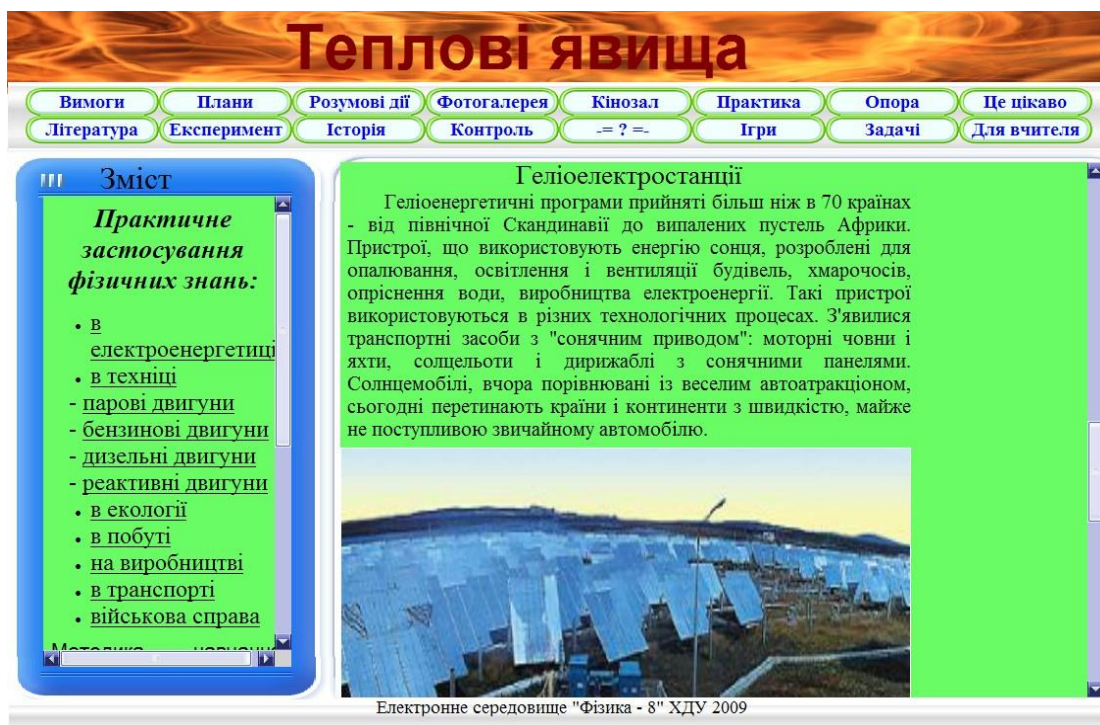 Теплові явища
Вимоги Плани Розумові дії Фотогалерея Кінозал Практика Опора Це цікаво
Література Експеримент Історія Контроль -= ? =- Ігри Задачі Для вчителя
Зміст
Практичне
застосування
фізичних знань:
• в
електроенергетиці
• в техніці
- парові двигуни
- бензинові двигуни
- дизельні двигуни
- реактивні двигуни
• в екології
• в побуті
• на виробництві
• в транспорті
• військова справа
Геліоелектростанції
Геліоенергетичні програми прийняті більш ніж в 70 країнах
- від північної Скандинавії до випалених пустель Африки.
Пристрої, що використовують енергію сонця, розроблені для
опалювання, освітлення і вентиляції будівель, хмарочосів,
опріснення води, виробництва електроенергії. Такі пристрої
використовуються в різних технологічних процесах. З'явилися
транспортні засоби з "сонячним приводом": моторні човни і
яхти, солцельоти і дирижаблі з сонячними панелями.
Солнцемобілі, вчора порівнювані із веселим автоатракціоном,
сьогодні перетинають країни і континенти з швидкістю, майже
не поступливою звичайному автомобілю.
Електронне середовище "Фізика - 8" ХДУ 2009